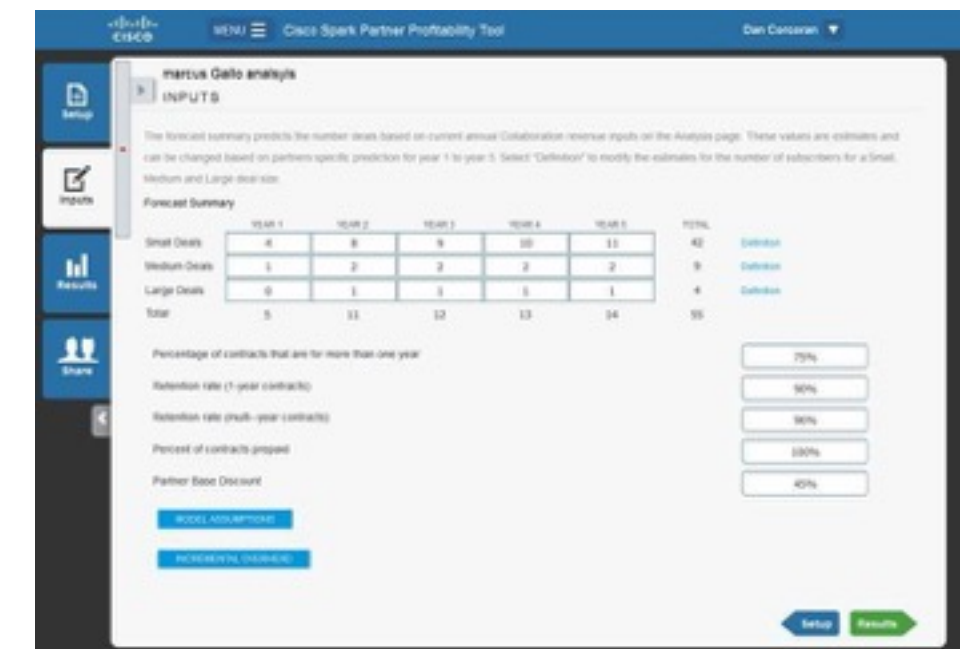 CISCO MENU Cisco Spark Partner Profitability Tool Dan Corcoran
Setup
Inputs
Results
Share
marcus Gallo analsyis
INPUTS
The forecast summary predicts the number deals based on current annual Collaboration revenue inputs on the Analysis page. These values are estimates and
can be changed based on partners specific prediction for year 1 to year 5. Select "Definition" to modify the estimates for the number of subscribers for a Small,
Medium and Large deal size.
Forecast Summary
YEAR 1 YEAR 2 YEAR 3 YEAR 4 YEAR 5 TOTAL
Small Deals 4 8 9 10 11 42 Definition
Medium Deals 1 2 2 2 2 9 Definition
Large Deals 0 1 1 1 1 4 Definition
Total 5 11 12 13 14 55
Percentage of contracts that are for more than one year 75%
Retention rate (1-year contracts) 90%
Retention rate (multi-year contracts) 90%
Percent of contracts prepaid 100%
Partner Base Discount 45%
MODEL ASSUMPTIONS
INCREMENTAL OVERHEAD
Setup Results